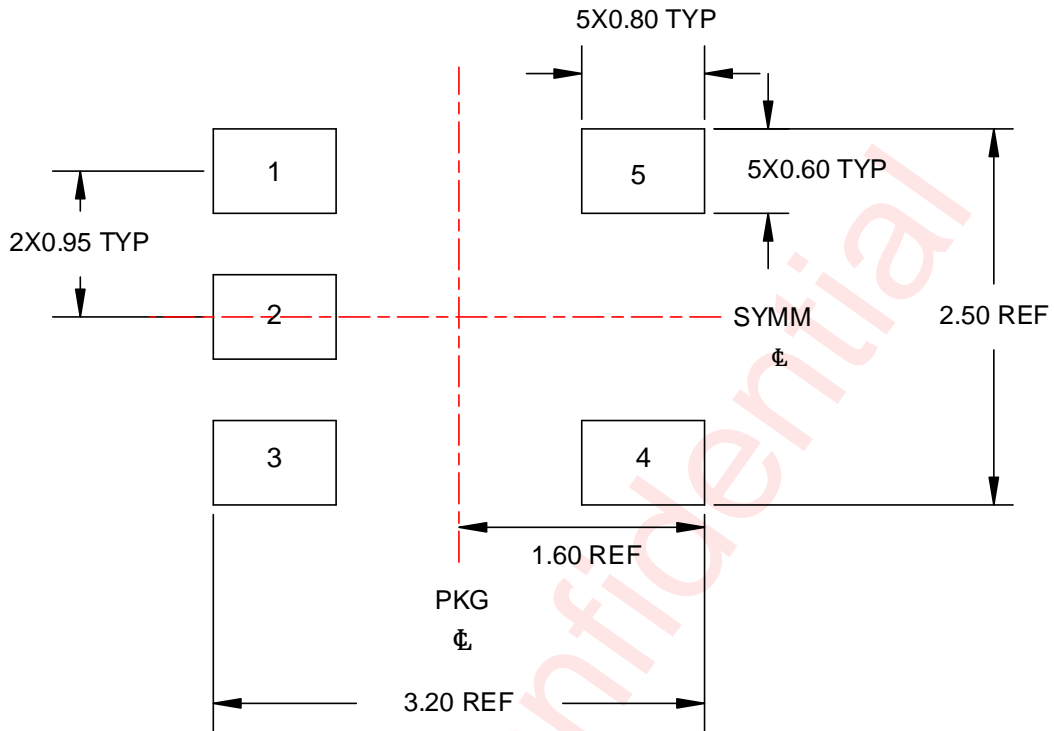 5X0.80 TYP
1
5
5X0.60 TYP
2X0.95 TYP
2
SYMM
℄
2.50 REF
3
4
1.60 REF
PKG
℄
3.20 REF
nfidential